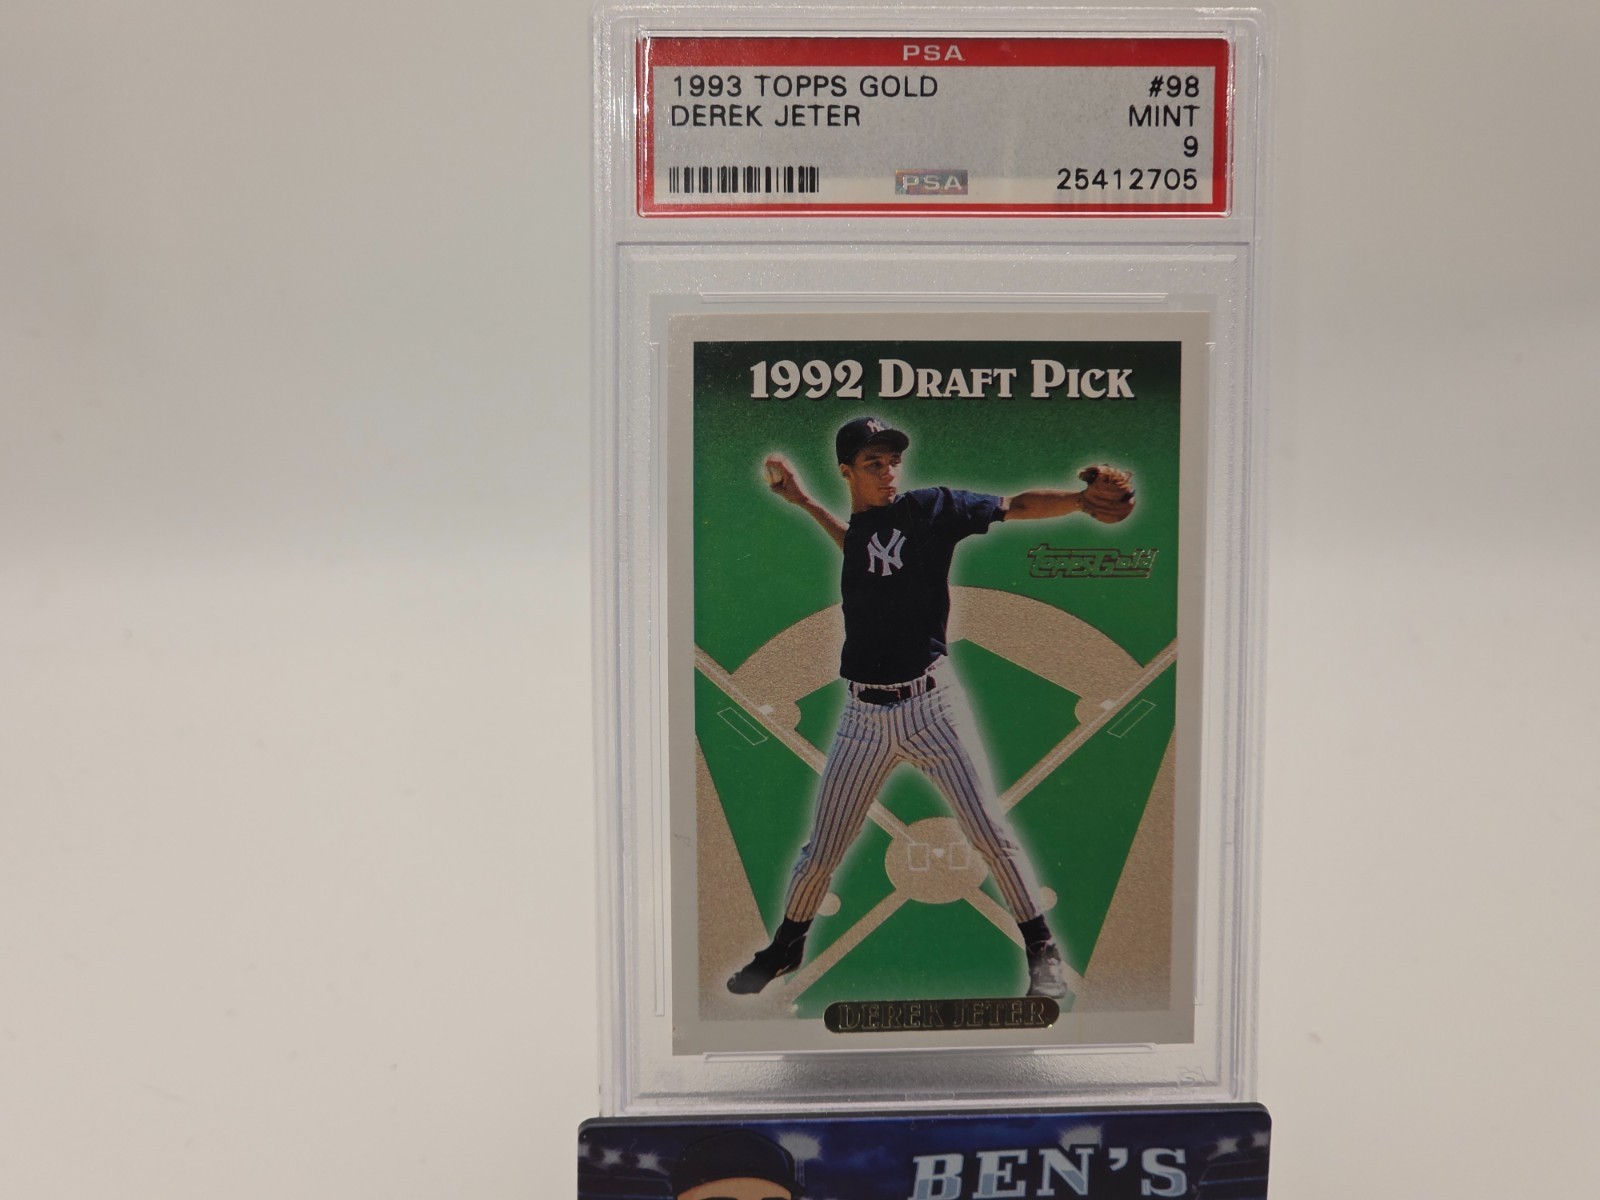 PSA
1993 TOPPS GOLD #98
DEREK JETER MINT
9
PSA 25412705
1992 DRAFT PICK
NY
NY
ToppsGold
DEREK JETER
BEN'S